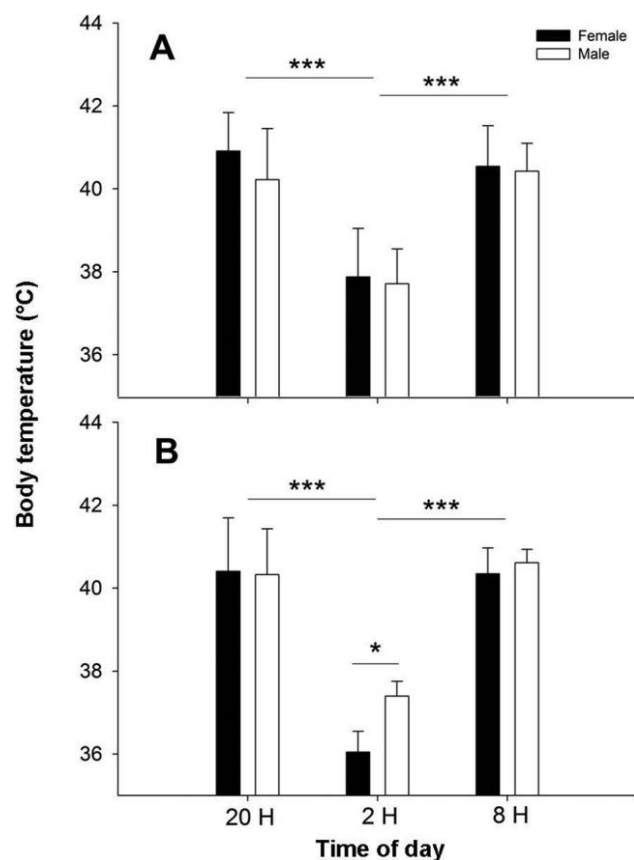 44
A
***
***
Female
Male
42
40
38
36
Body temperature (°C)
44
B
***
***
42
40
*
38
36
20 H
2 H
8 H
Time of day